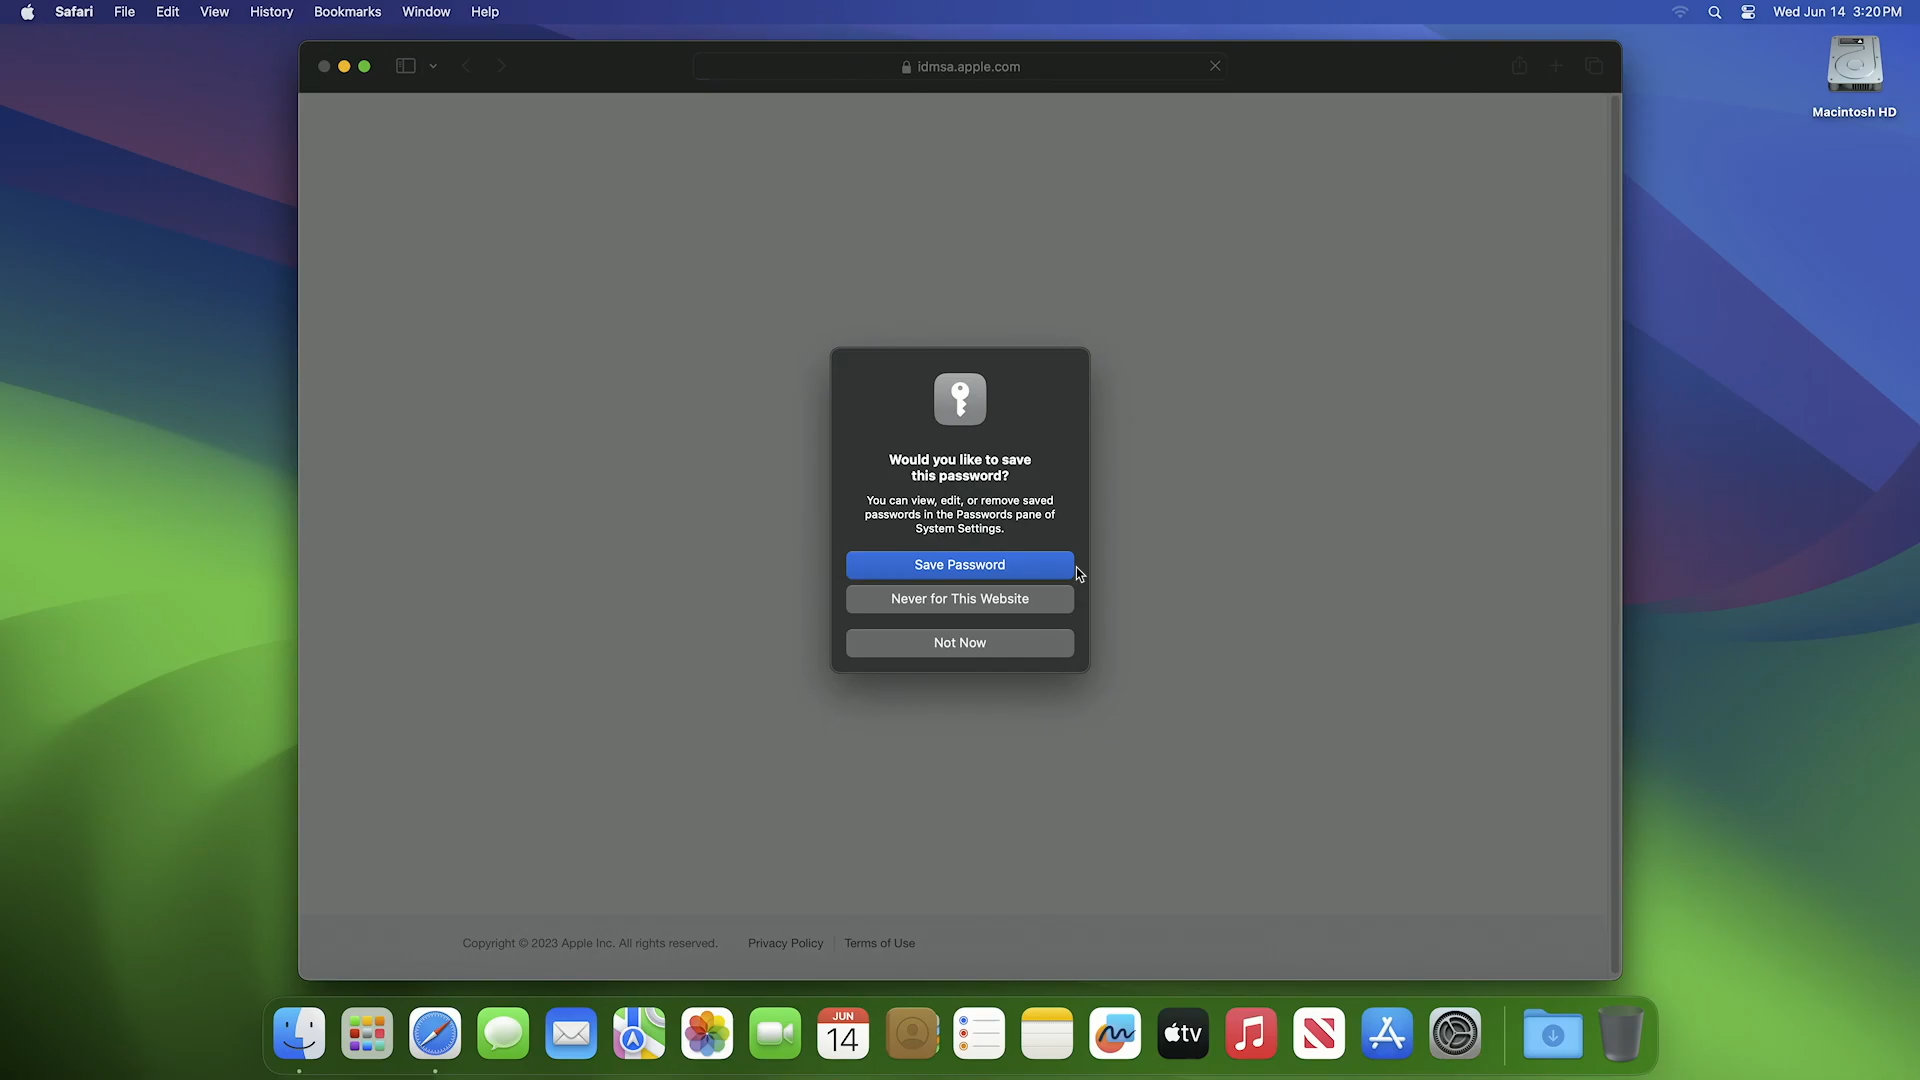 Safari File Edit View History Bookmarks Window Help Wed Jun 14 3:20 PM
idmsa.apple.com
Macintosh HD
Would you like to save
this password?
You can view, edit, or remove saved
passwords in the Passwords pane of
System Settings.
Save Password
Never for This Website
Not Now
Copyright © 2023 Apple Inc. All rights reserved. Privacy Policy Terms of Use
JUN
14
tv